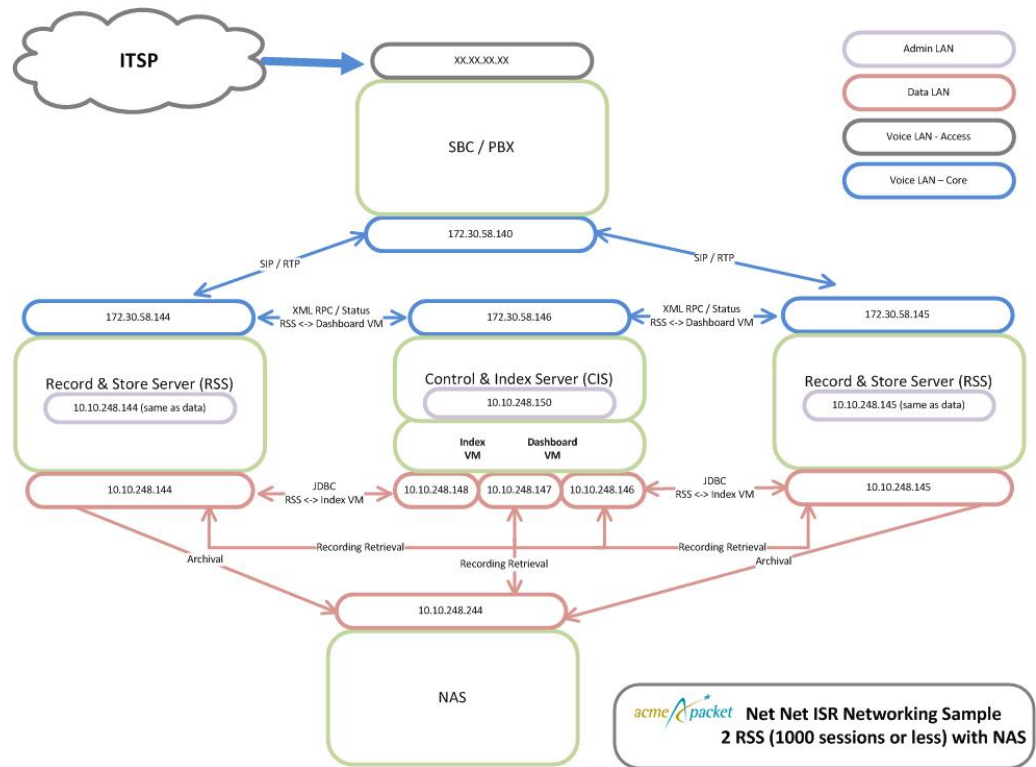 ITSP
XX.XX.XX.XX
Admin LAN
Data LAN
Voice LAN - Access
Voice LAN – Core
SBC / PBX
172.30.58.140
SIP / RTP
SIP / RTP
172.30.58.144
XML RPC / Status
RSS <-> Dashboard VM
172.30.58.146
XML RPC / Status
RSS <-> Dashboard VM
172.30.58.145
Record & Store Server (RSS)
10.10.248.144 (same as data)
Control & Index Server (CIS)
10.10.248.150
Record & Store Server (RSS)
10.10.248.145 (same as data)
Index
VM
Dashboard
VM
10.10.248.144
JDBC
RSS <-> Index VM
10.10.248.148
10.10.248.147
10.10.248.146
JDBC
RSS <-> Index VM
10.10.248.145
Archival
Recording Retrieval
Recording Retrieval
Recording Retrieval
Archival
10.10.248.244
NAS
acme packet
Net Net ISR Networking Sample
2 RSS (1000 sessions or less) with NAS